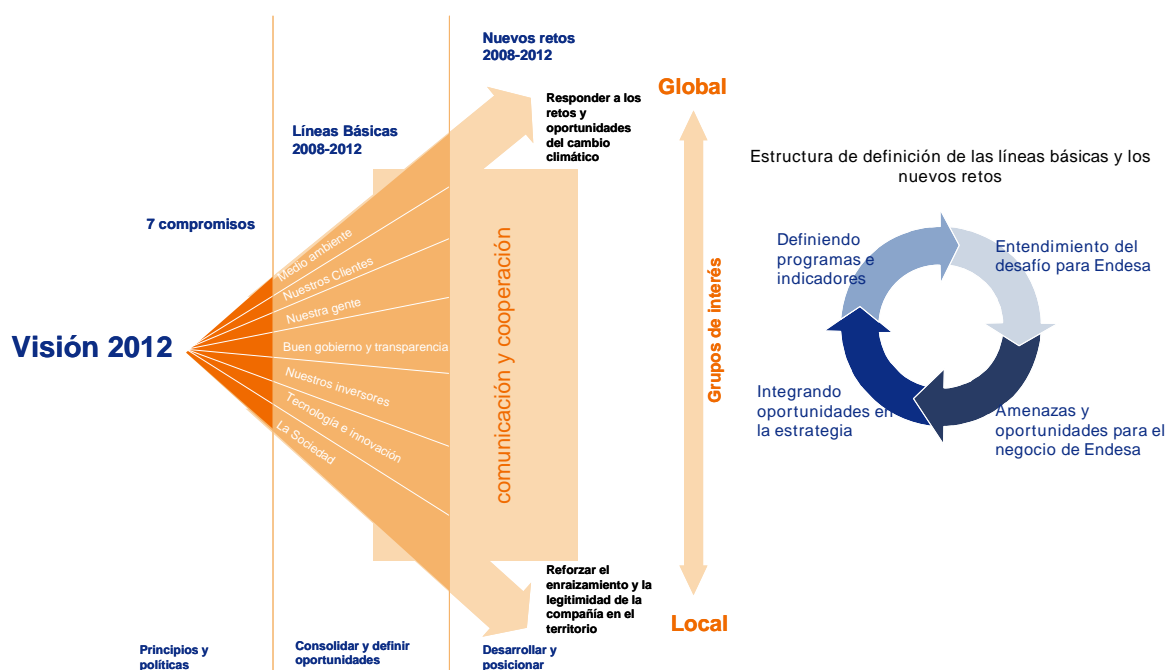 Nuevos retos
2008-2012
Global
Responder a los
retos y
oportunidades
del cambio
climático
Líneas Básicas
2008-2012
7 compromisos
Visión 2012
Medio ambiente
Nuestros Clientes
Nuestra gente
Buen gobierno y transparencia
Nuestros inversores
Tecnología e innovación
La Sociedad
comunicación y cooperación
Grupos de interés
Reforzar el
enraizamiento y la
legitimidad de la
compañía en el
territorio
Local
Principios y
políticas
Consolidar y definir
oportunidades
Desarrollar y
posicionar
Estructura de definición de las líneas básicas y los
nuevos retos
Definiendo
programas e
indicadores
Entendimiento del
desafío para Endesa
Integrando
oportunidades en
la estrategia
Amenazas y
oportunidades para el
negocio de Endesa